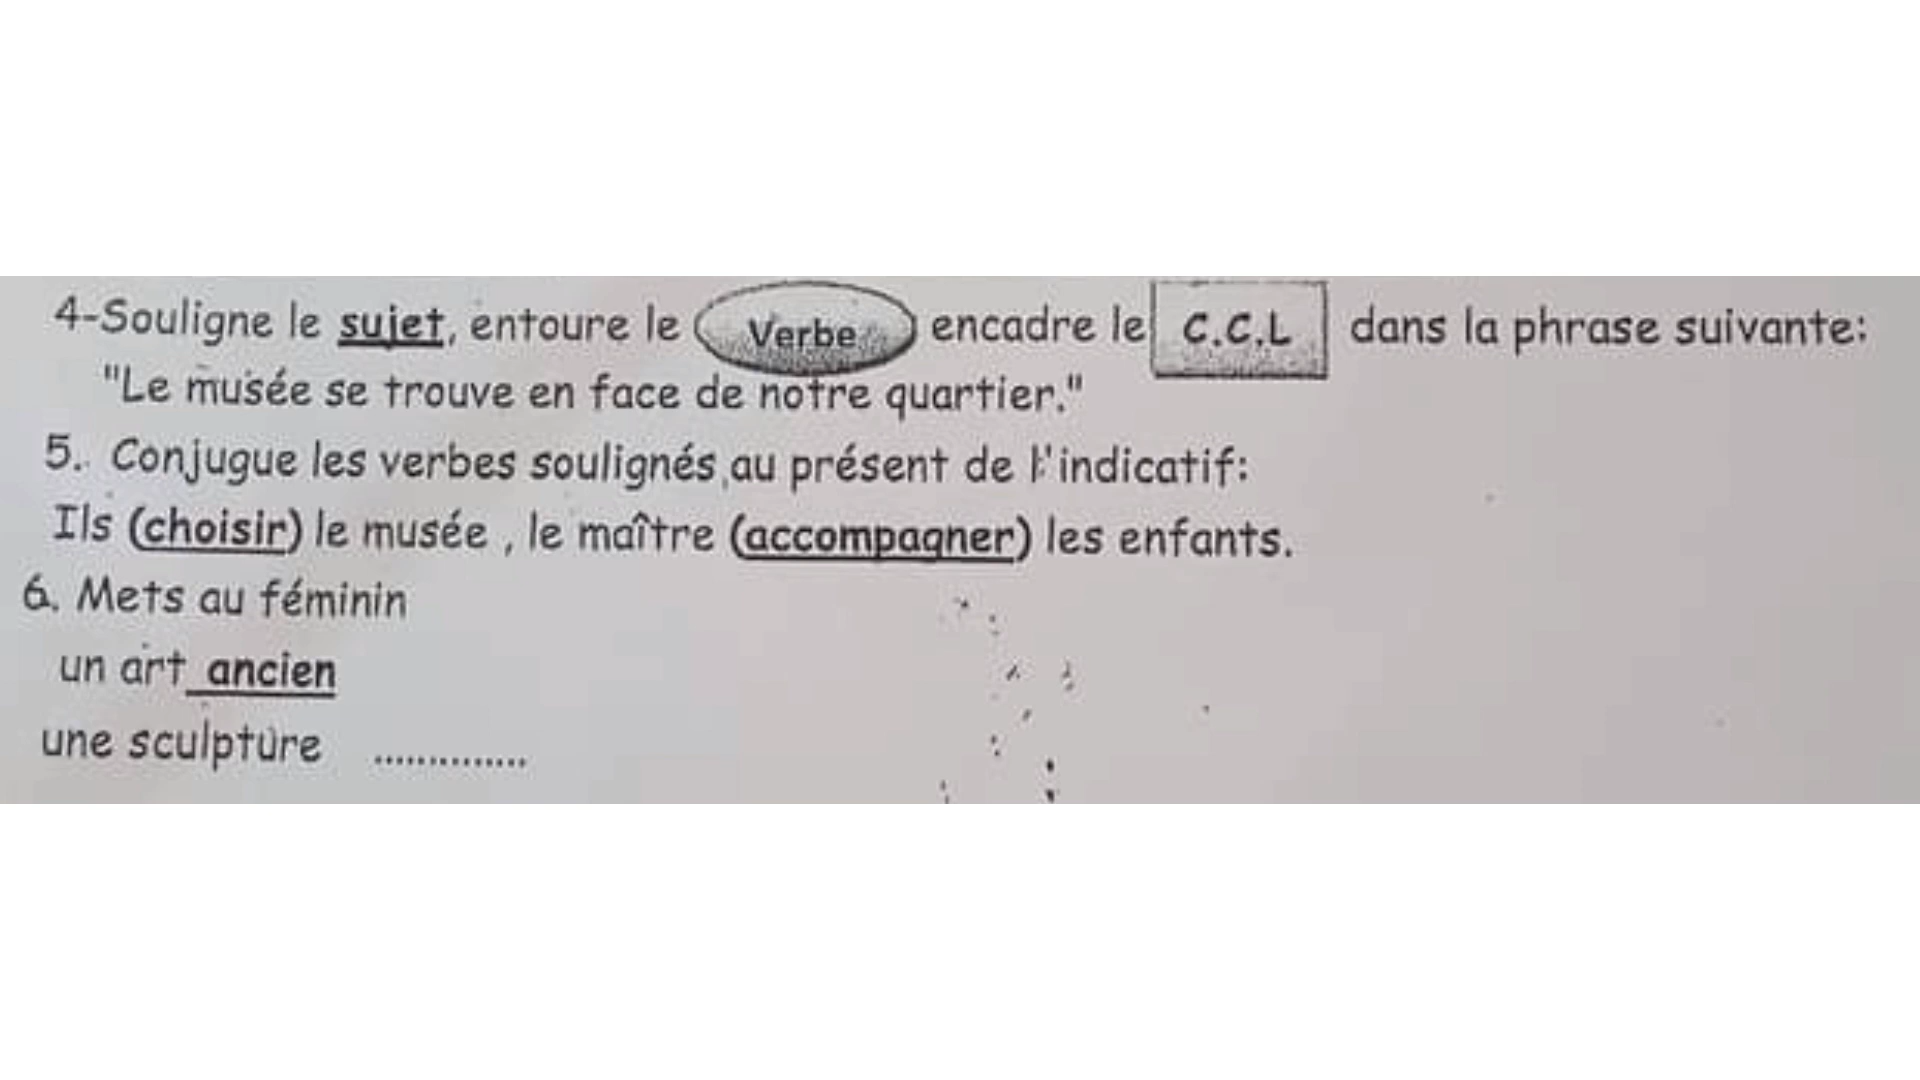 4-Souligne le sujet, entoure le Verbe encadre le C.C.L dans la phrase suivante:
"Le musée se trouve en face de notre quartier."
5. Conjugue les verbes soulignés au présent de l'indicatif:
Ils (choisir) le musée , le maître (accompagner) les enfants.
6. Mets au féminin
un art ancien
une sculpture ..............